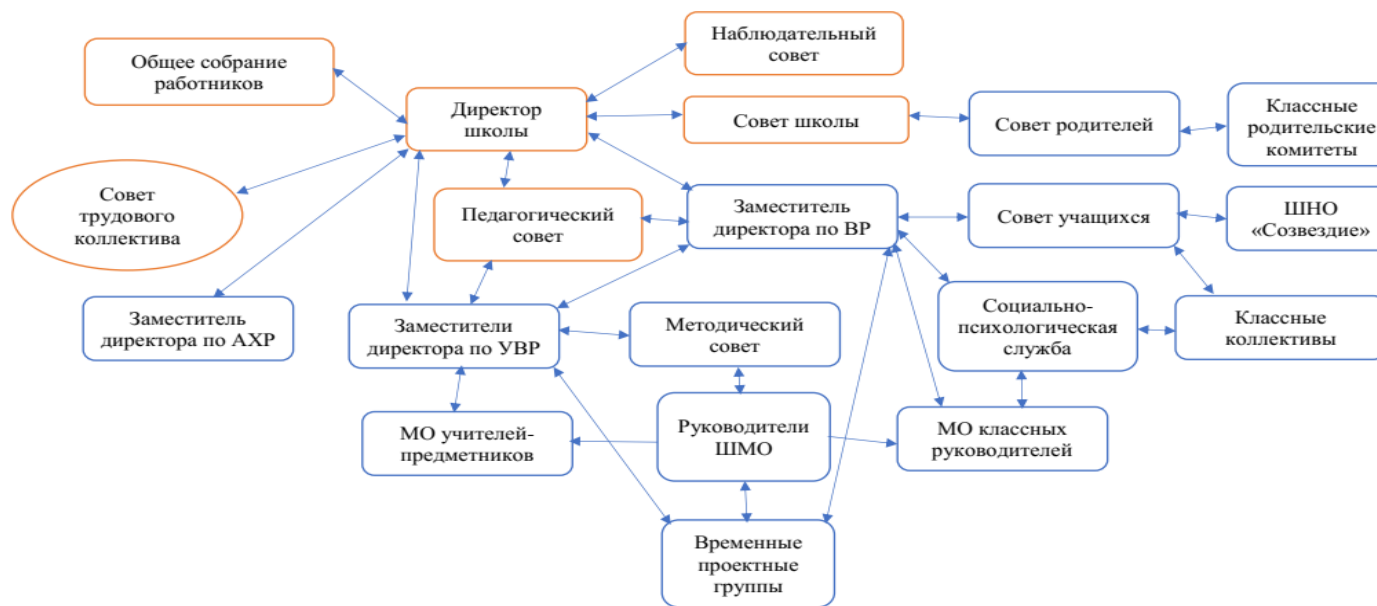 Наблюдательный
совет
Общее собрание
работников
Директор
школы
Совет школы
Совет родителей
Классные
родительские
комитеты
Совет
трудового
коллектива
Педагогический
совет
Заместитель
директора по ВР
Совет учащихся
ШНО
«Созвездие»
Заместитель
директора по АХР
Заместители
директора по УВР
Методический
совет
Социально-
психологическая
служба
Классные
коллективы
МО учителей-
предметников
Руководители
ШМО
МО классных
руководителей
Временные
проектные
группы